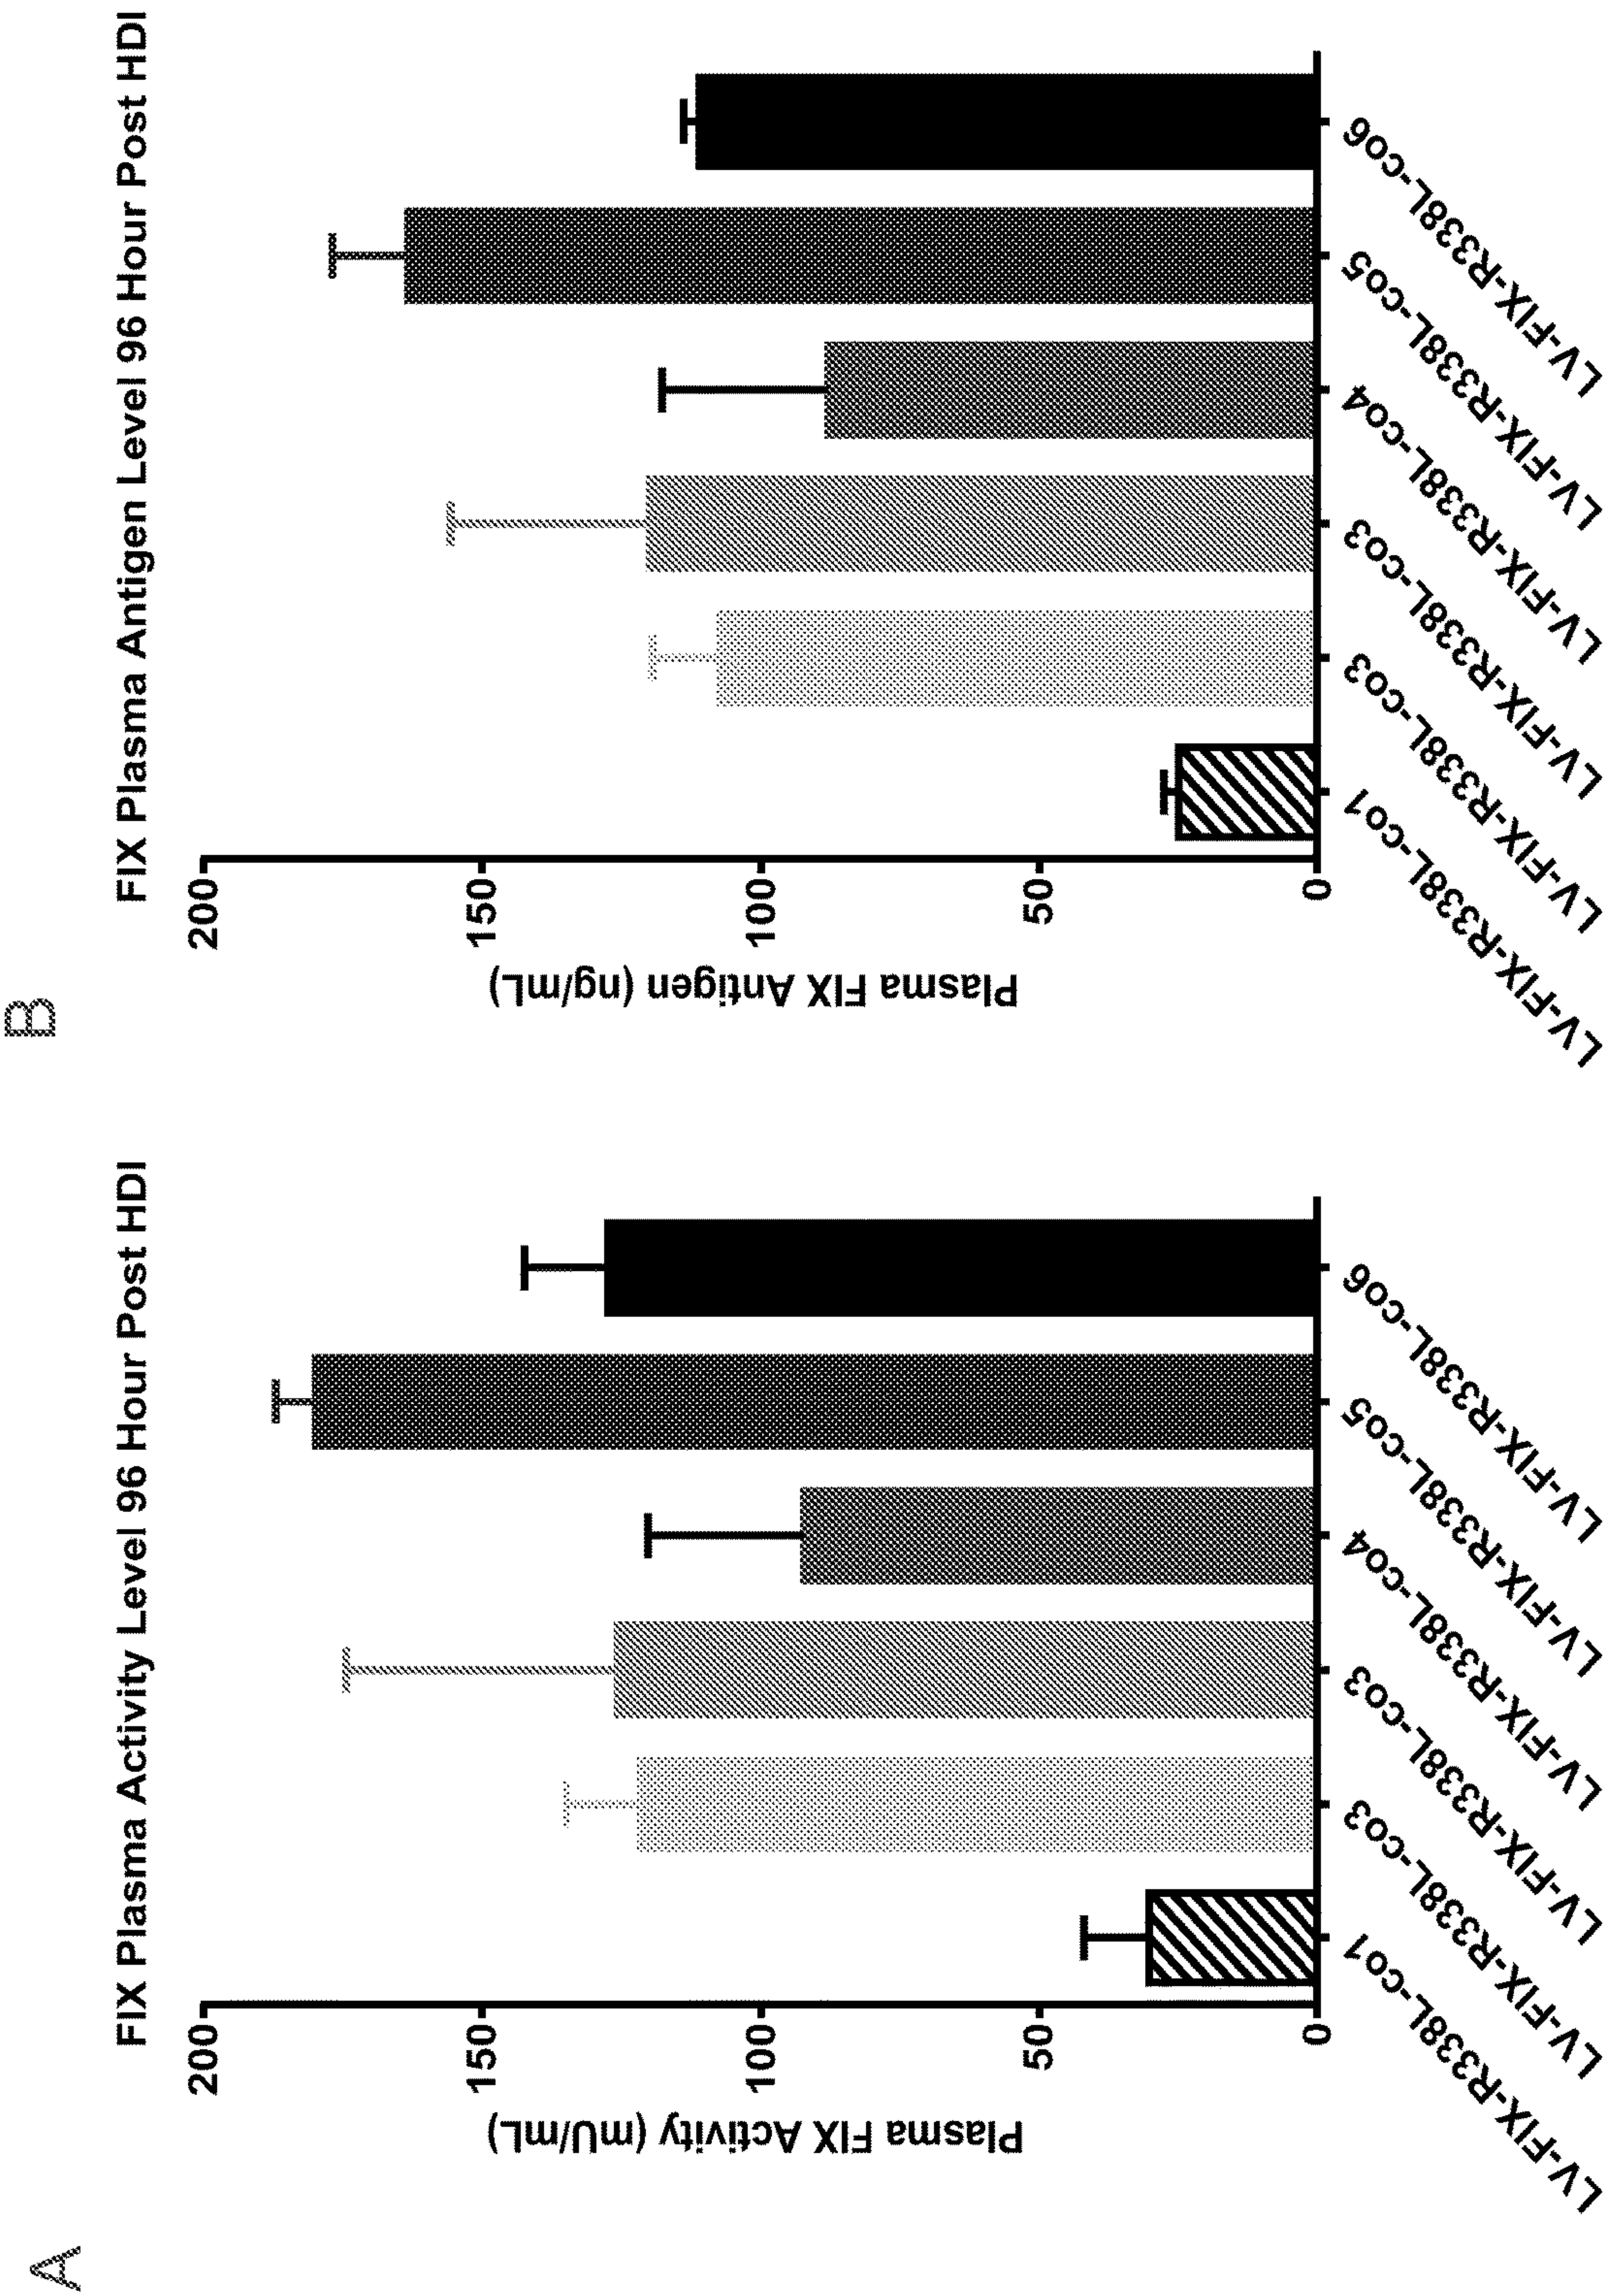 A
FIX Plasma Activity Level 96 Hour Post HDI
Plasma FIX Activity (mU/mL)
200
150
100
50
0
LV-FIX-R338L-co1
LV-FIX-R338L-co3
LV-FIX-R338L-co3
LV-FIX-R338L-co4
LV-FIX-R338L-co5
LV-FIX-R338L-co6
B
FIX Plasma Antigen Level 96 Hour Post HDI
Plasma FIX Antigen (ng/mL)
200
150
100
50
0
LV-FIX-R338L-co1
LV-FIX-R338L-co3
LV-FIX-R338L-co3
LV-FIX-R338L-co4
LV-FIX-R338L-co5
LV-FIX-R338L-co6